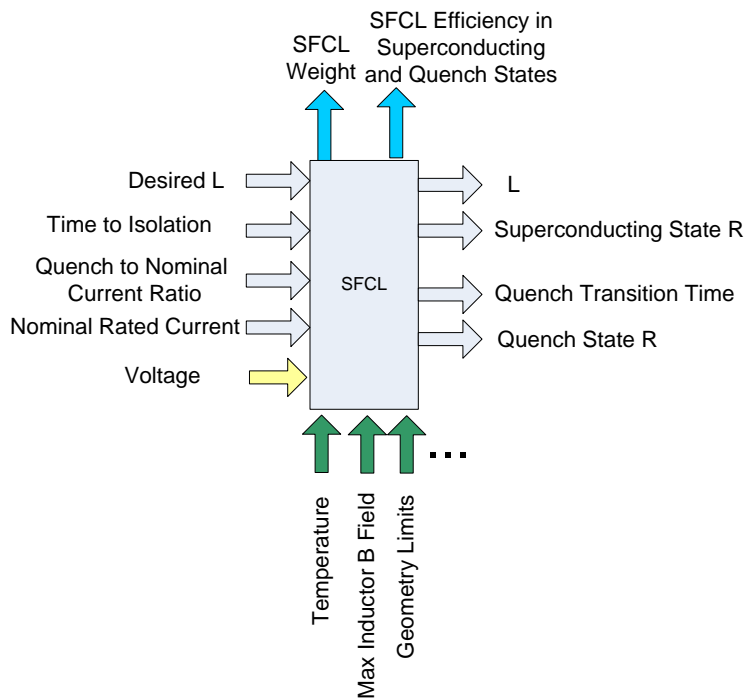 SFCL
Weight
SFCL Efficiency in
Superconducting
and Quench States
Desired L
Time to Isolation
Quench to Nominal
Current Ratio
Nominal Rated Current
Voltage
SFCL
L
Superconducting State R
Quench Transition Time
Quench State R
Temperature
Max Inductor B Field
Geometry Limits
...